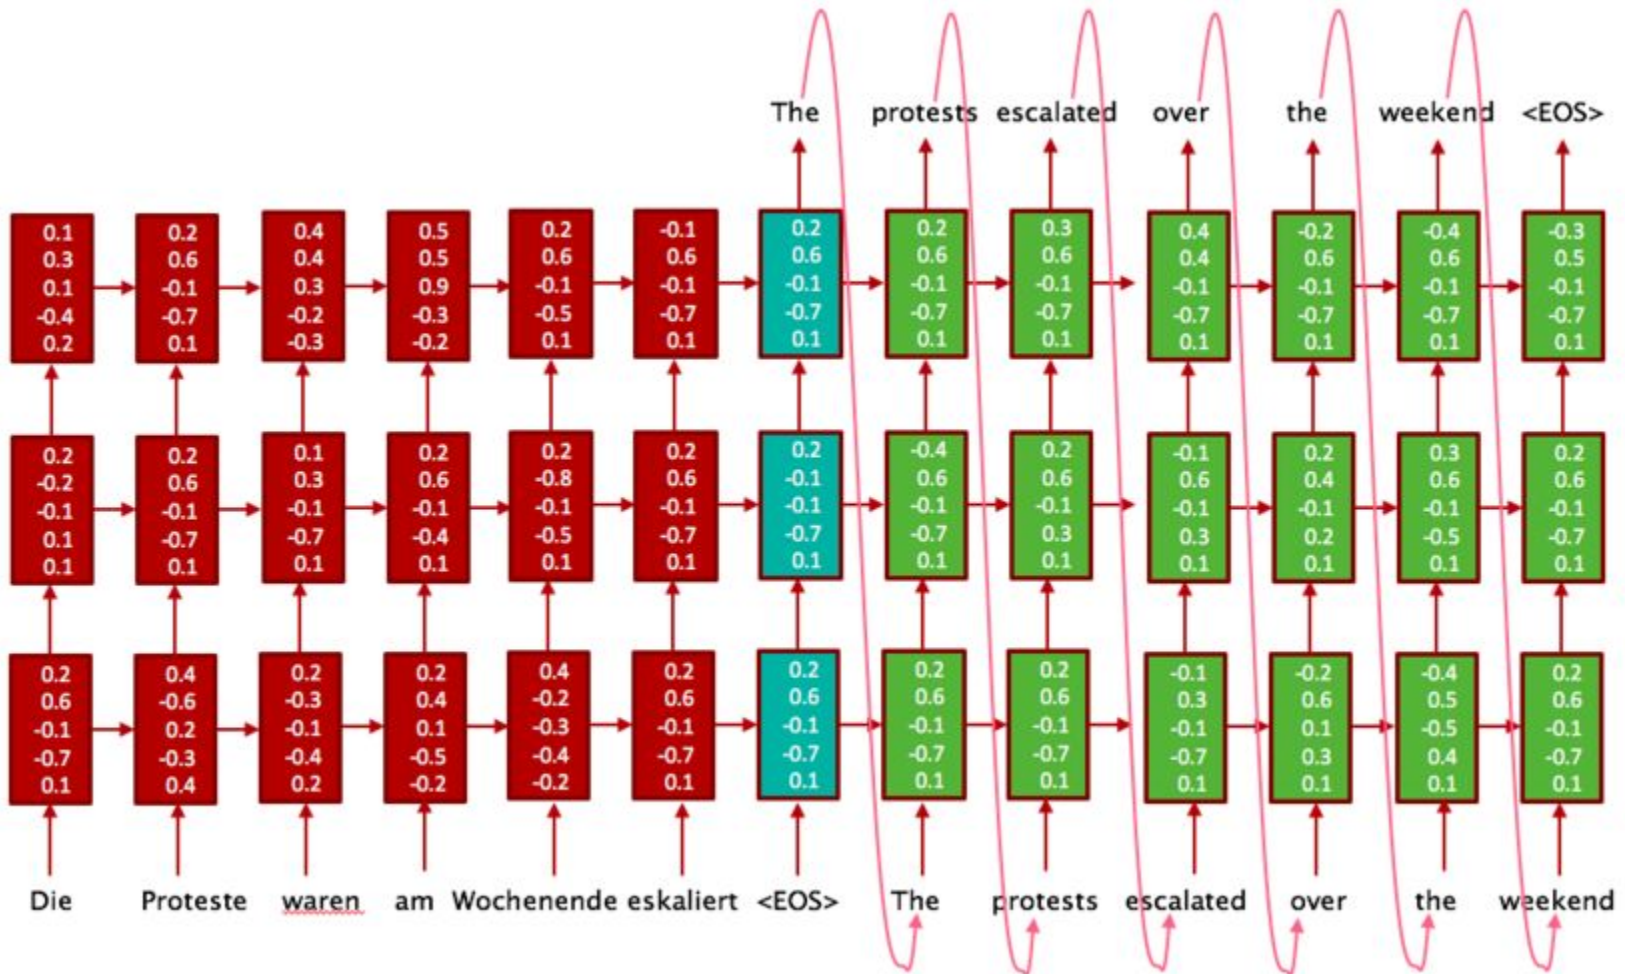 The protests escalated over the weekend <EOS>
0.1 0.2 0.4 0.5 0.2 -0.1 0.2 0.2 0.3 0.4 -0.2 -0.4 -0.3
0.3 0.6 0.4 0.5 0.6 0.6 0.6 0.6 0.6 0.4 0.6 0.6 0.5
0.1 -0.1 0.3 0.9 -0.1 -0.1 -0.1 -0.1 -0.1 -0.1 -0.1 -0.1 -0.1
-0.4 -0.7 -0.2 -0.3 -0.5 -0.7 -0.7 -0.7 -0.7 -0.7 -0.7 -0.7 -0.7
0.2 0.1 -0.3 -0.2 0.1 0.1 0.1 0.1 0.1 0.1 0.1 0.1 0.1
0.2 0.2 0.1 0.2 0.2 0.2 0.2 -0.4 0.2 -0.1 0.2 0.3 0.2
-0.2 0.6 0.3 0.6 -0.8 0.6 -0.1 0.6 0.6 0.6 0.4 0.6 0.6
-0.1 -0.1 -0.1 -0.1 -0.1 -0.1 -0.1 -0.1 -0.1 -0.1 -0.1 -0.1 -0.1
0.1 -0.7 -0.7 -0.4 -0.5 -0.7 -0.7 -0.7 0.3 0.3 0.2 -0.5 -0.7
0.1 0.1 0.1 0.1 0.1 0.1 0.1 0.1 0.1 0.1 0.1 0.1 0.1
0.2 0.4 0.2 0.2 0.4 0.2 0.2 0.2 0.2 -0.1 -0.2 -0.4 0.2
0.6 -0.6 -0.3 0.4 -0.2 0.6 0.6 0.6 0.6 0.3 0.6 0.5 0.6
-0.1 0.2 -0.1 0.1 -0.3 -0.1 -0.1 -0.1 -0.1 -0.1 0.1 -0.5 -0.1
-0.7 -0.3 -0.4 -0.5 -0.4 -0.7 -0.7 -0.7 -0.7 -0.7 0.3 0.4 -0.7
0.1 0.4 0.2 -0.2 -0.2 0.1 0.1 0.1 0.1 0.1 0.1 0.1 0.1
Die Proteste waren am Wochenende eskaliert <EOS> The protests escalated over the weekend